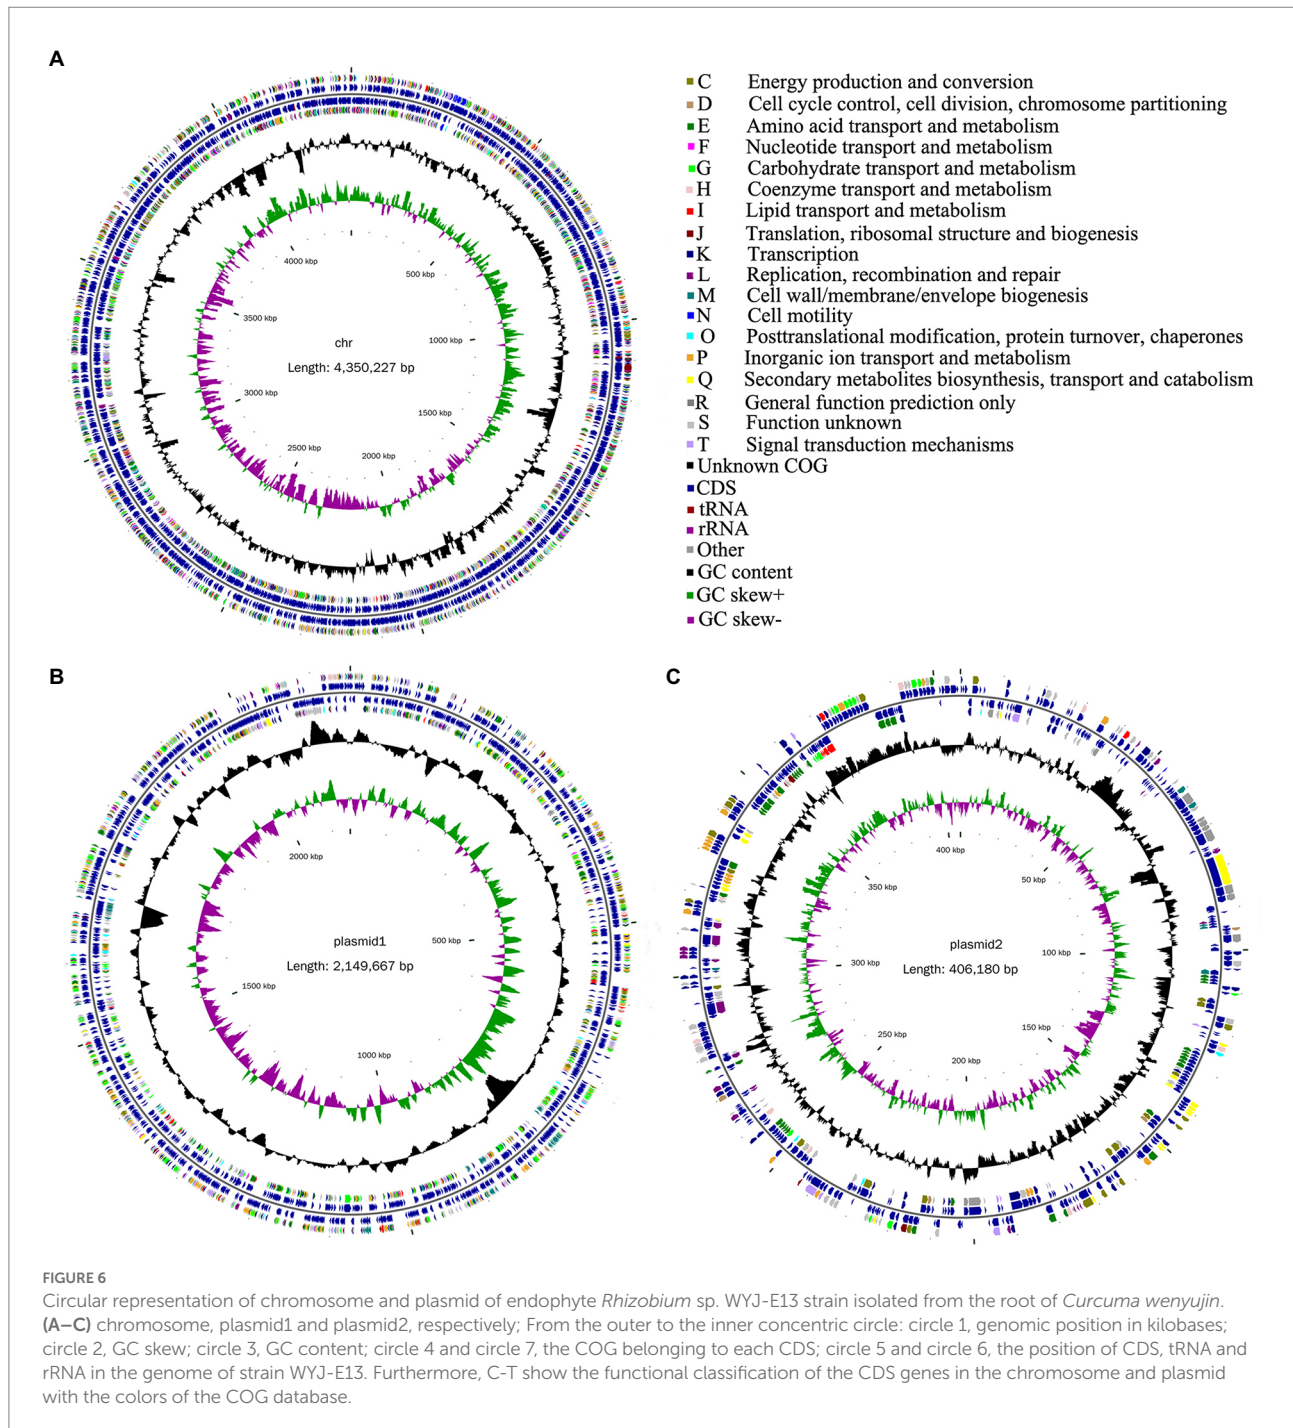 A
C Energy production and conversion
D Cell cycle control, cell division, chromosome partitioning
E Amino acid transport and metabolism
F Nucleotide transport and metabolism
G Carbohydrate transport and metabolism
H Coenzyme transport and metabolism
I Lipid transport and metabolism
J Translation, ribosomal structure and biogenesis
K Transcription
L Replication, recombination and repair
M Cell wall/membrane/envelope biogenesis
N Cell motility
O Posttranslational modification, protein turnover, chaperones
P Inorganic ion transport and metabolism
Q Secondary metabolites biosynthesis, transport and catabolism
R General function prediction only
S Function unknown
T Signal transduction mechanisms
Unknown COG
CDS
tRNA
rRNA
Other
GC content
GC skew+
GC skew-
4000 kbp
500 kbp
3500 kbp
1000 kbp
chr
Length: 4,350,227 bp
3000 kbp
1500 kbp
2500 kbp
2000 kbp
B
2000 kbp
500 kbp
plasmid1
Length: 2,149,667 bp
1500 kbp
1000 kbp
C
400 kbp
50 kbp
350 kbp
plasmid2
100 kbp
300 kbp
Length: 406,180 bp
150 kbp
250 kbp
200 kbp
FIGURE 6
Circular representation of chromosome and plasmid of endophyte Rhizobium sp. WYJ-E13 strain isolated from the root of Curcuma wenyujin.
(A–C) chromosome, plasmid1 and plasmid2, respectively; From the outer to the inner concentric circle: circle 1, genomic position in kilobases;
circle 2, GC skew; circle 3, GC content; circle 4 and circle 7, the COG belonging to each CDS; circle 5 and circle 6, the position of CDS, tRNA and
rRNA in the genome of strain WYJ-E13. Furthermore, C-T show the functional classification of the CDS genes in the chromosome and plasmid
with the colors of the COG database.